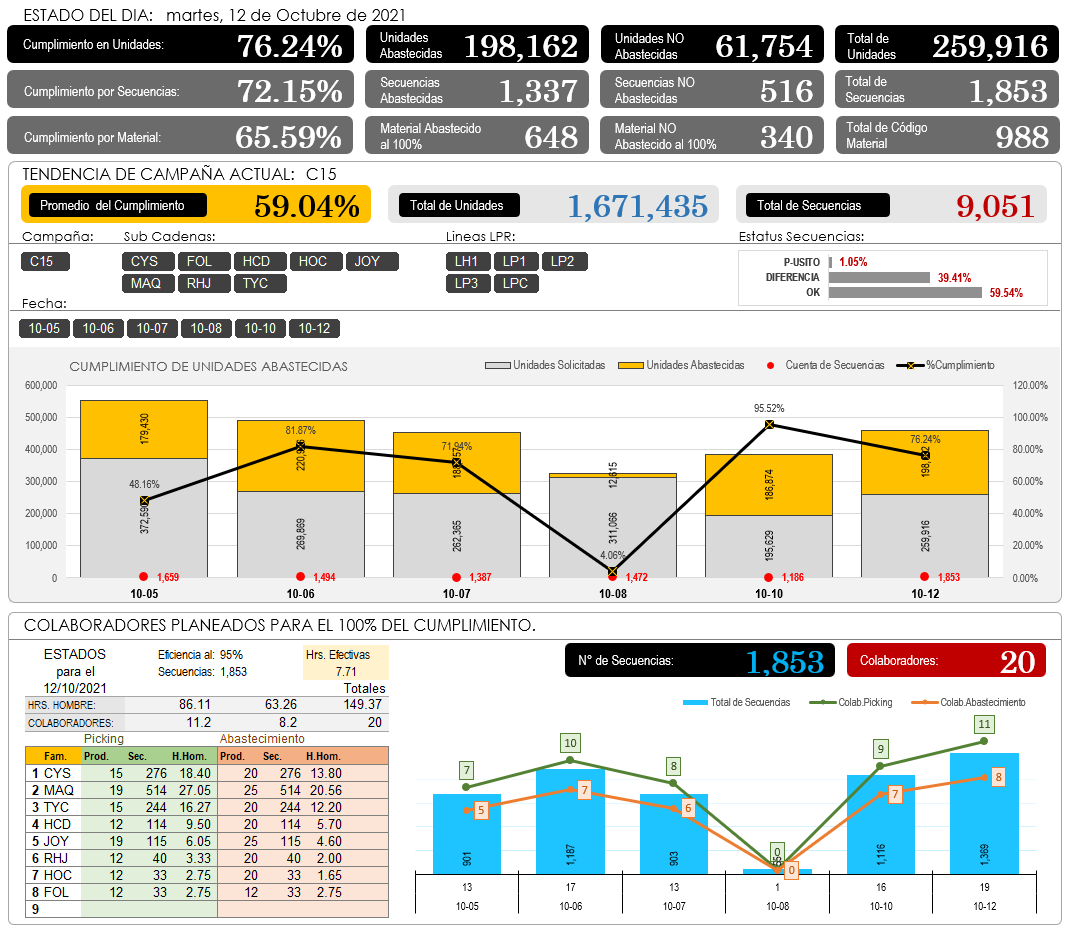 ESTADO DEL DIA: martes, 12 de Octubre de 2021
Cumplimiento en Unidades: 76.24%
Unidades Abastecidas 198,162
Unidades NO Abastecidas 61,754
Total de Unidades 259,916
Cumplimiento por Secuencias: 72.15%
Secuencias Abastecidas 1,337
Secuencias NO Abastecidas 516
Total de Secuencias 1,853
Cumplimiento por Material: 65.59%
Material Abastecido al 100% 648
Material NO Abastecido al 100% 340
Total de Código Material 988
TENDENCIA DE CAMPAÑA ACTUAL: C15
Promedio del Cumplimiento 59.04%
Total de Unidades 1,671,435
Total de Secuencias 9,051
Campaña: Sub Cadenas: Lineas LPR: Estatus Secuencias:
C15 CYS FOL HCD HOC JOY LH1 LP1 LP2
MAQ RHJ TYC LP3 LPC
P-USITO 1.05%
DIFERENCIA 39.41%
OK 59.54%
Fecha:
10-05 10-06 10-07 10-08 10-10 10-12
CUMPLIMIENTO DE UNIDADES ABASTECIDAS
Unidades Solicitadas Unidades Abastecidas Cuenta de Secuencias %Cumplimiento
600,000 120.00%
500,000 100.00%
400,000 80.00%
300,000 60.00%
200,000 40.00%
100,000 20.00%
0 0.00%
179,430 12,615 186,874
48.16% 81.87% 71.94% 4.06% 95.52% 76.24%
269,869 262,365 311,066 195,629 259,916
1,659 1,494 1,387 1,472 1,186 1,853
10-05 10-06 10-07 10-08 10-10 10-12
COLABORADORES PLANEADOS PARA EL 100% DEL CUMPLIMIENTO.
ESTADOS para el 12/10/2021
Eficiencia al: 95%
Secuencias: 1,853
Hrs. Efectivas
7.71
Totales
HRS. HOMBRE: 86.11 63.26 149.37
COLABORADORES: 11.2 8.2 20
Picking Abastecimiento
Fam. Prod. Sec. H.Hom. Prod. Sec. H.Hom.
1 CYS 15 276 18.40 20 276 13.80
2 MAQ 19 514 27.05 25 514 20.56
3 TYC 15 244 16.27 20 244 12.20
4 HCD 12 114 9.50 20 114 5.70
5 JOY 19 115 6.05 25 115 4.60
6 RHJ 12 40 3.33 20 40 2.00
7 HOC 12 33 2.75 20 33 1.65
8 FOL 12 33 2.75 12 33 2.75
9
N° de Secuencias: 1,853
Colaboradores: 20
Total de Secuencias Colab.Picking Colab.Abastecimiento
7 10 8 0 9 11
5 7 6 0 7 8
901 1,187 903 1,116 1,369
13 17 13 1 16 19
10-05 10-06 10-07 10-08 10-10 10-12